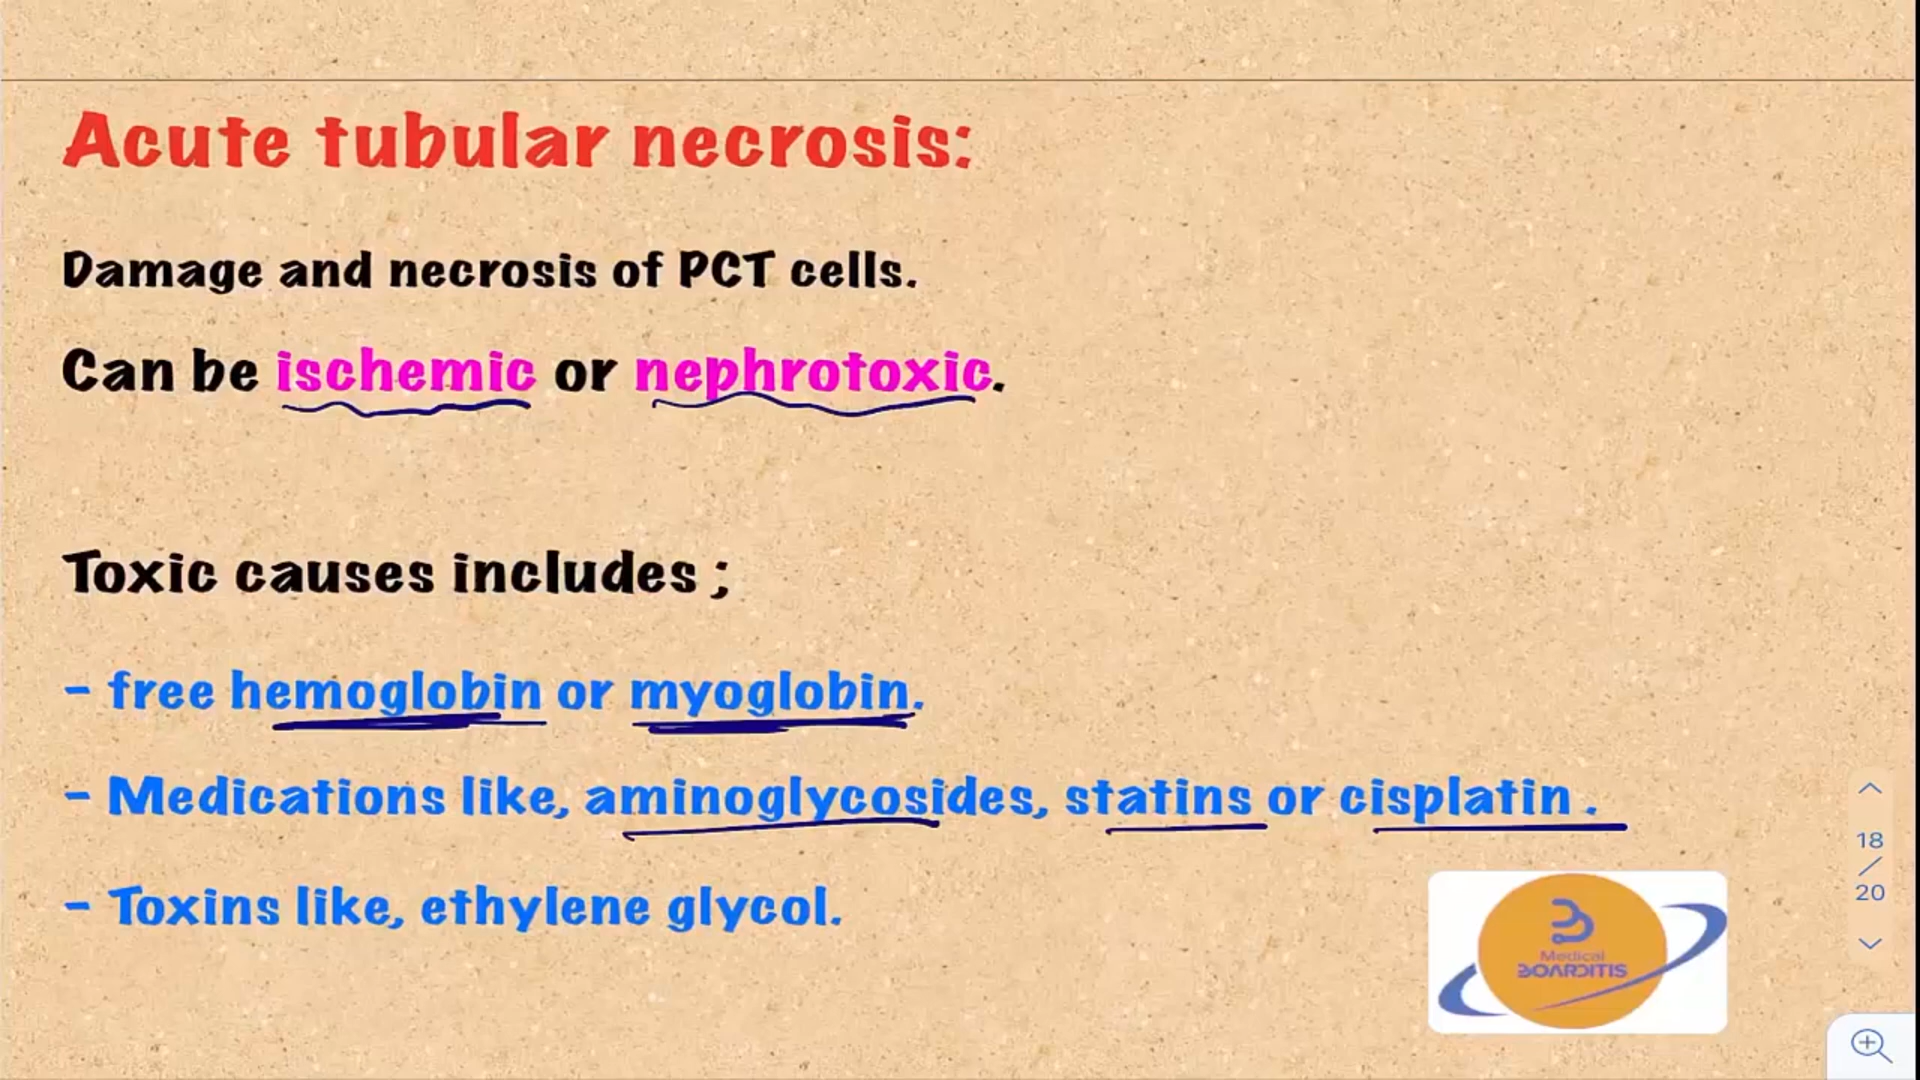 Acute tubular necrosis:
Damage and necrosis of PCT cells.
Can be ischemic or nephrotoxic.
Toxic causes includes ;
- free hemoglobin or myoglobin.
- Medications like, aminoglycosides, statins or cisplatin .
- Toxins like, ethylene glycol.
18
/
20
Medical
BOARDITIS